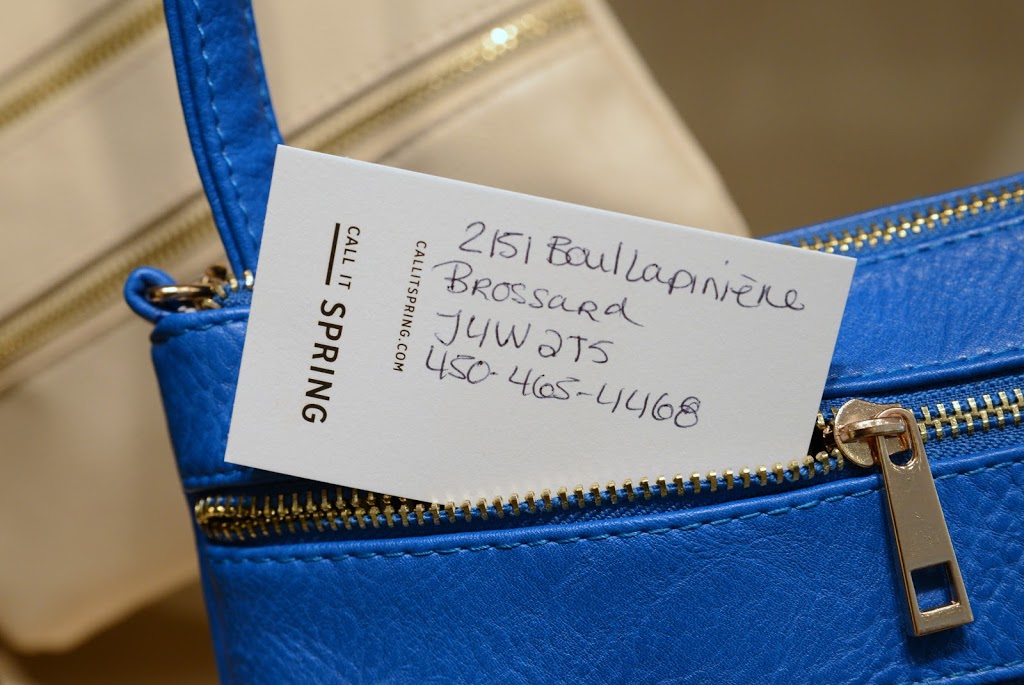 CALL IT
SPRING
CALLITSPRING.COM
2151 Boul Lapinière
Brossard
J4W 2T5
450-465-4468